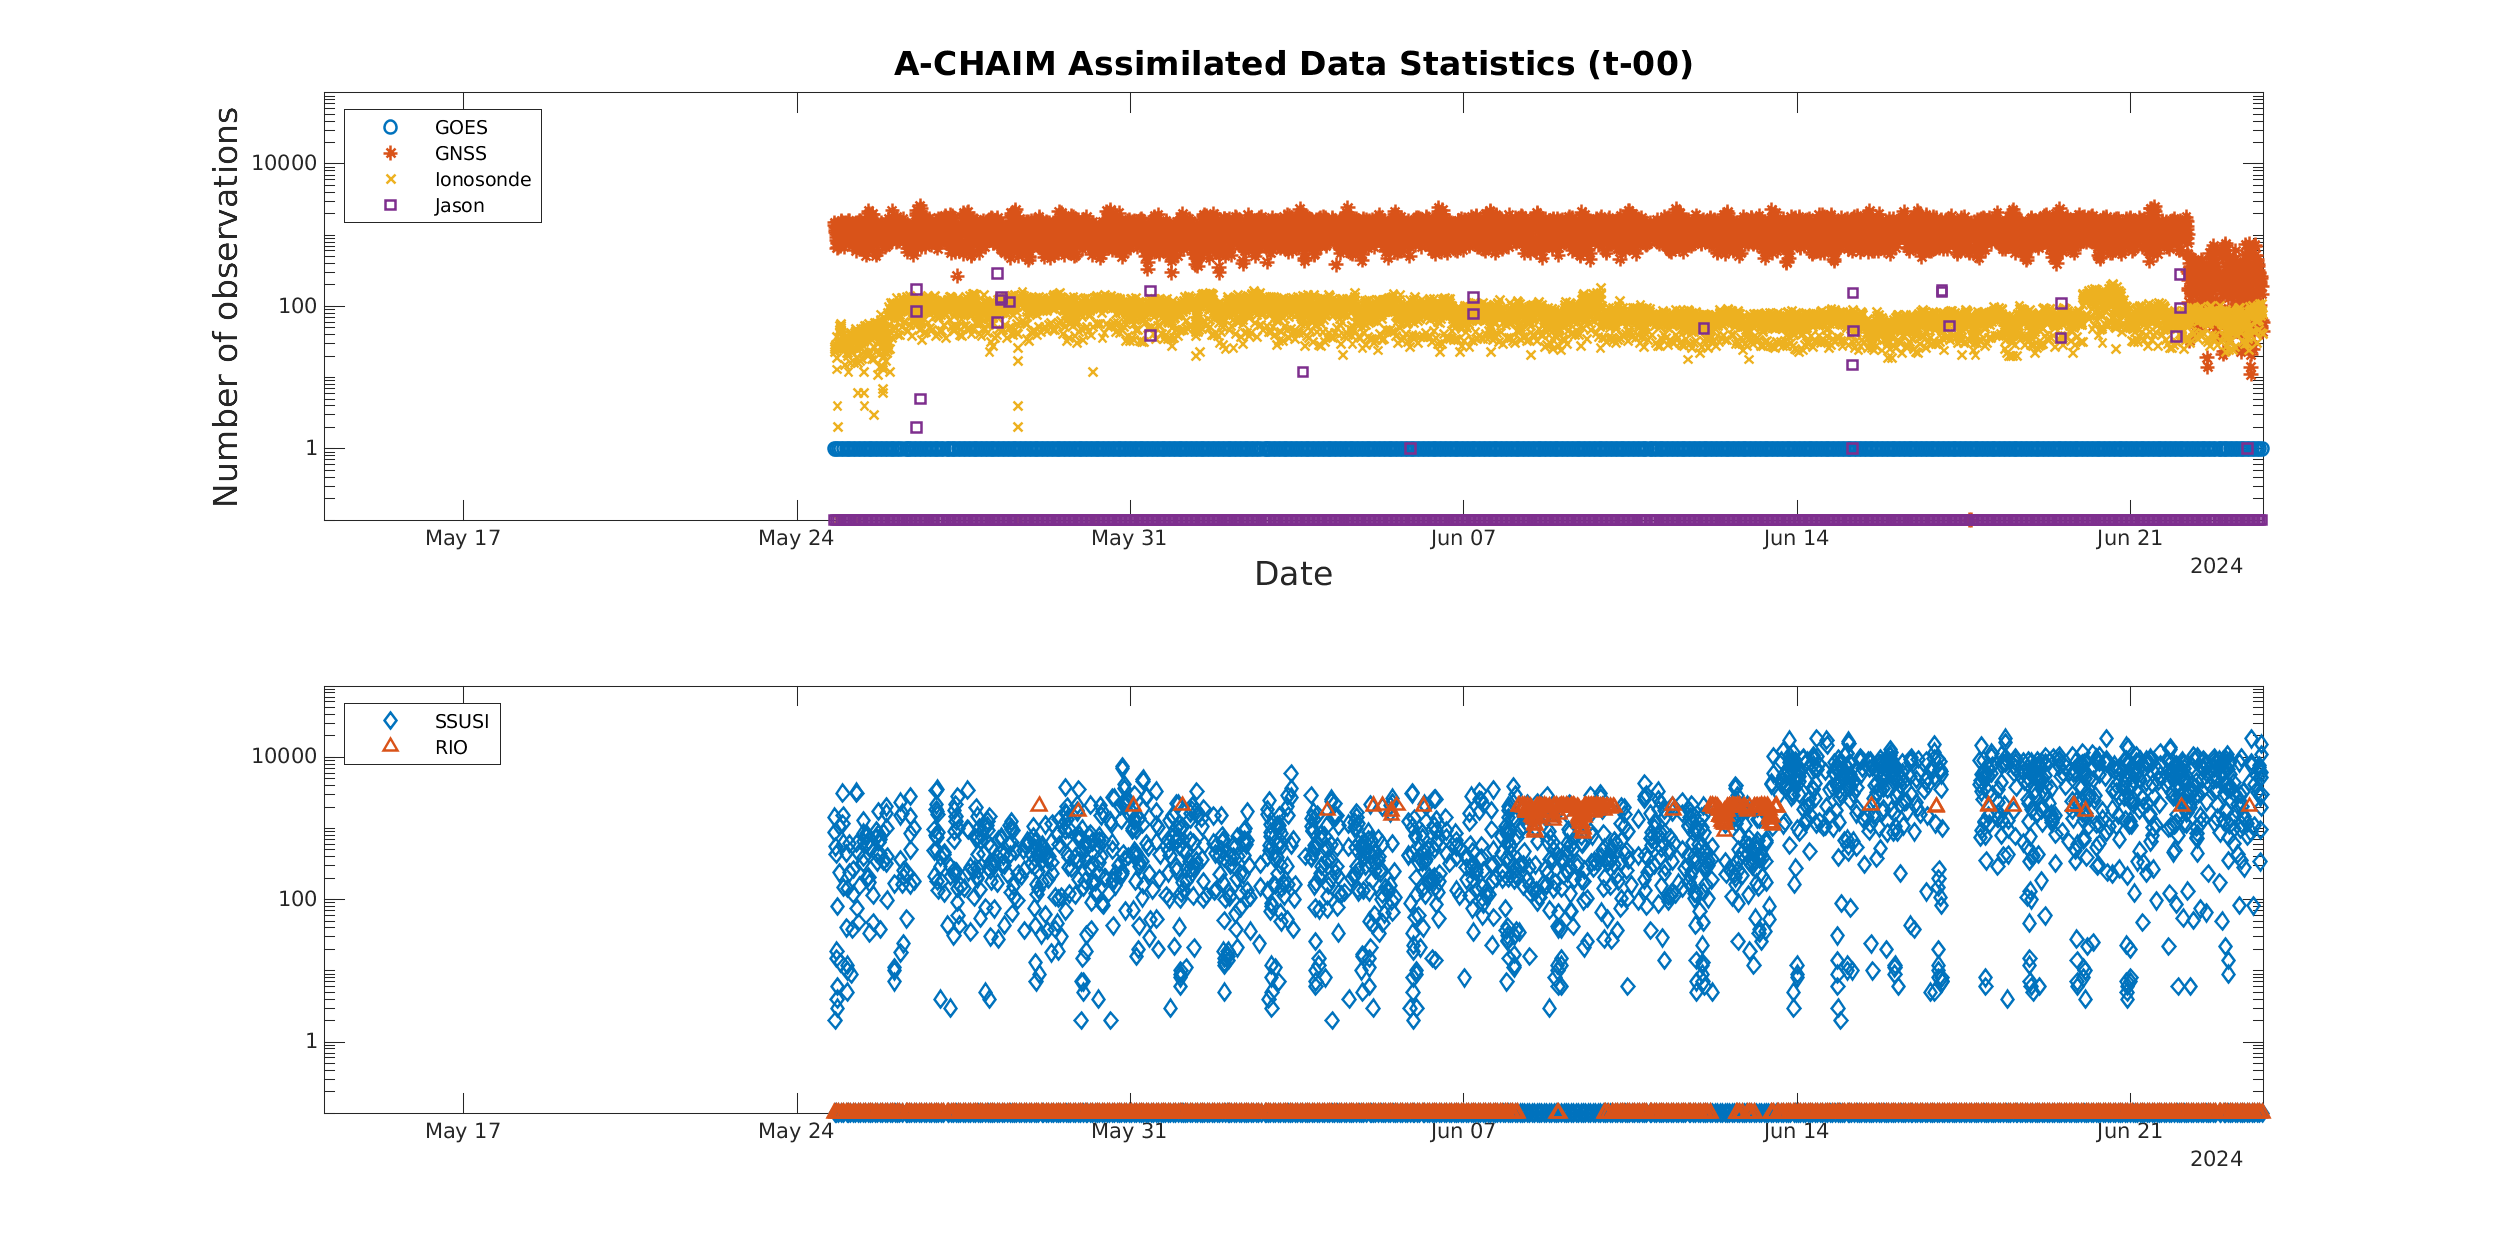 A-CHAIM Assimilated Data Statistics (t-00)
Number of observations
10000
100
1
GOES
GNSS
Ionosonde
Jason
May 17
May 24
May 31
Jun 07
Jun 14
Jun 21
2024
Date
10000
100
1
SSUSI
RIO
May 17
May 24
May 31
Jun 07
Jun 14
Jun 21
2024